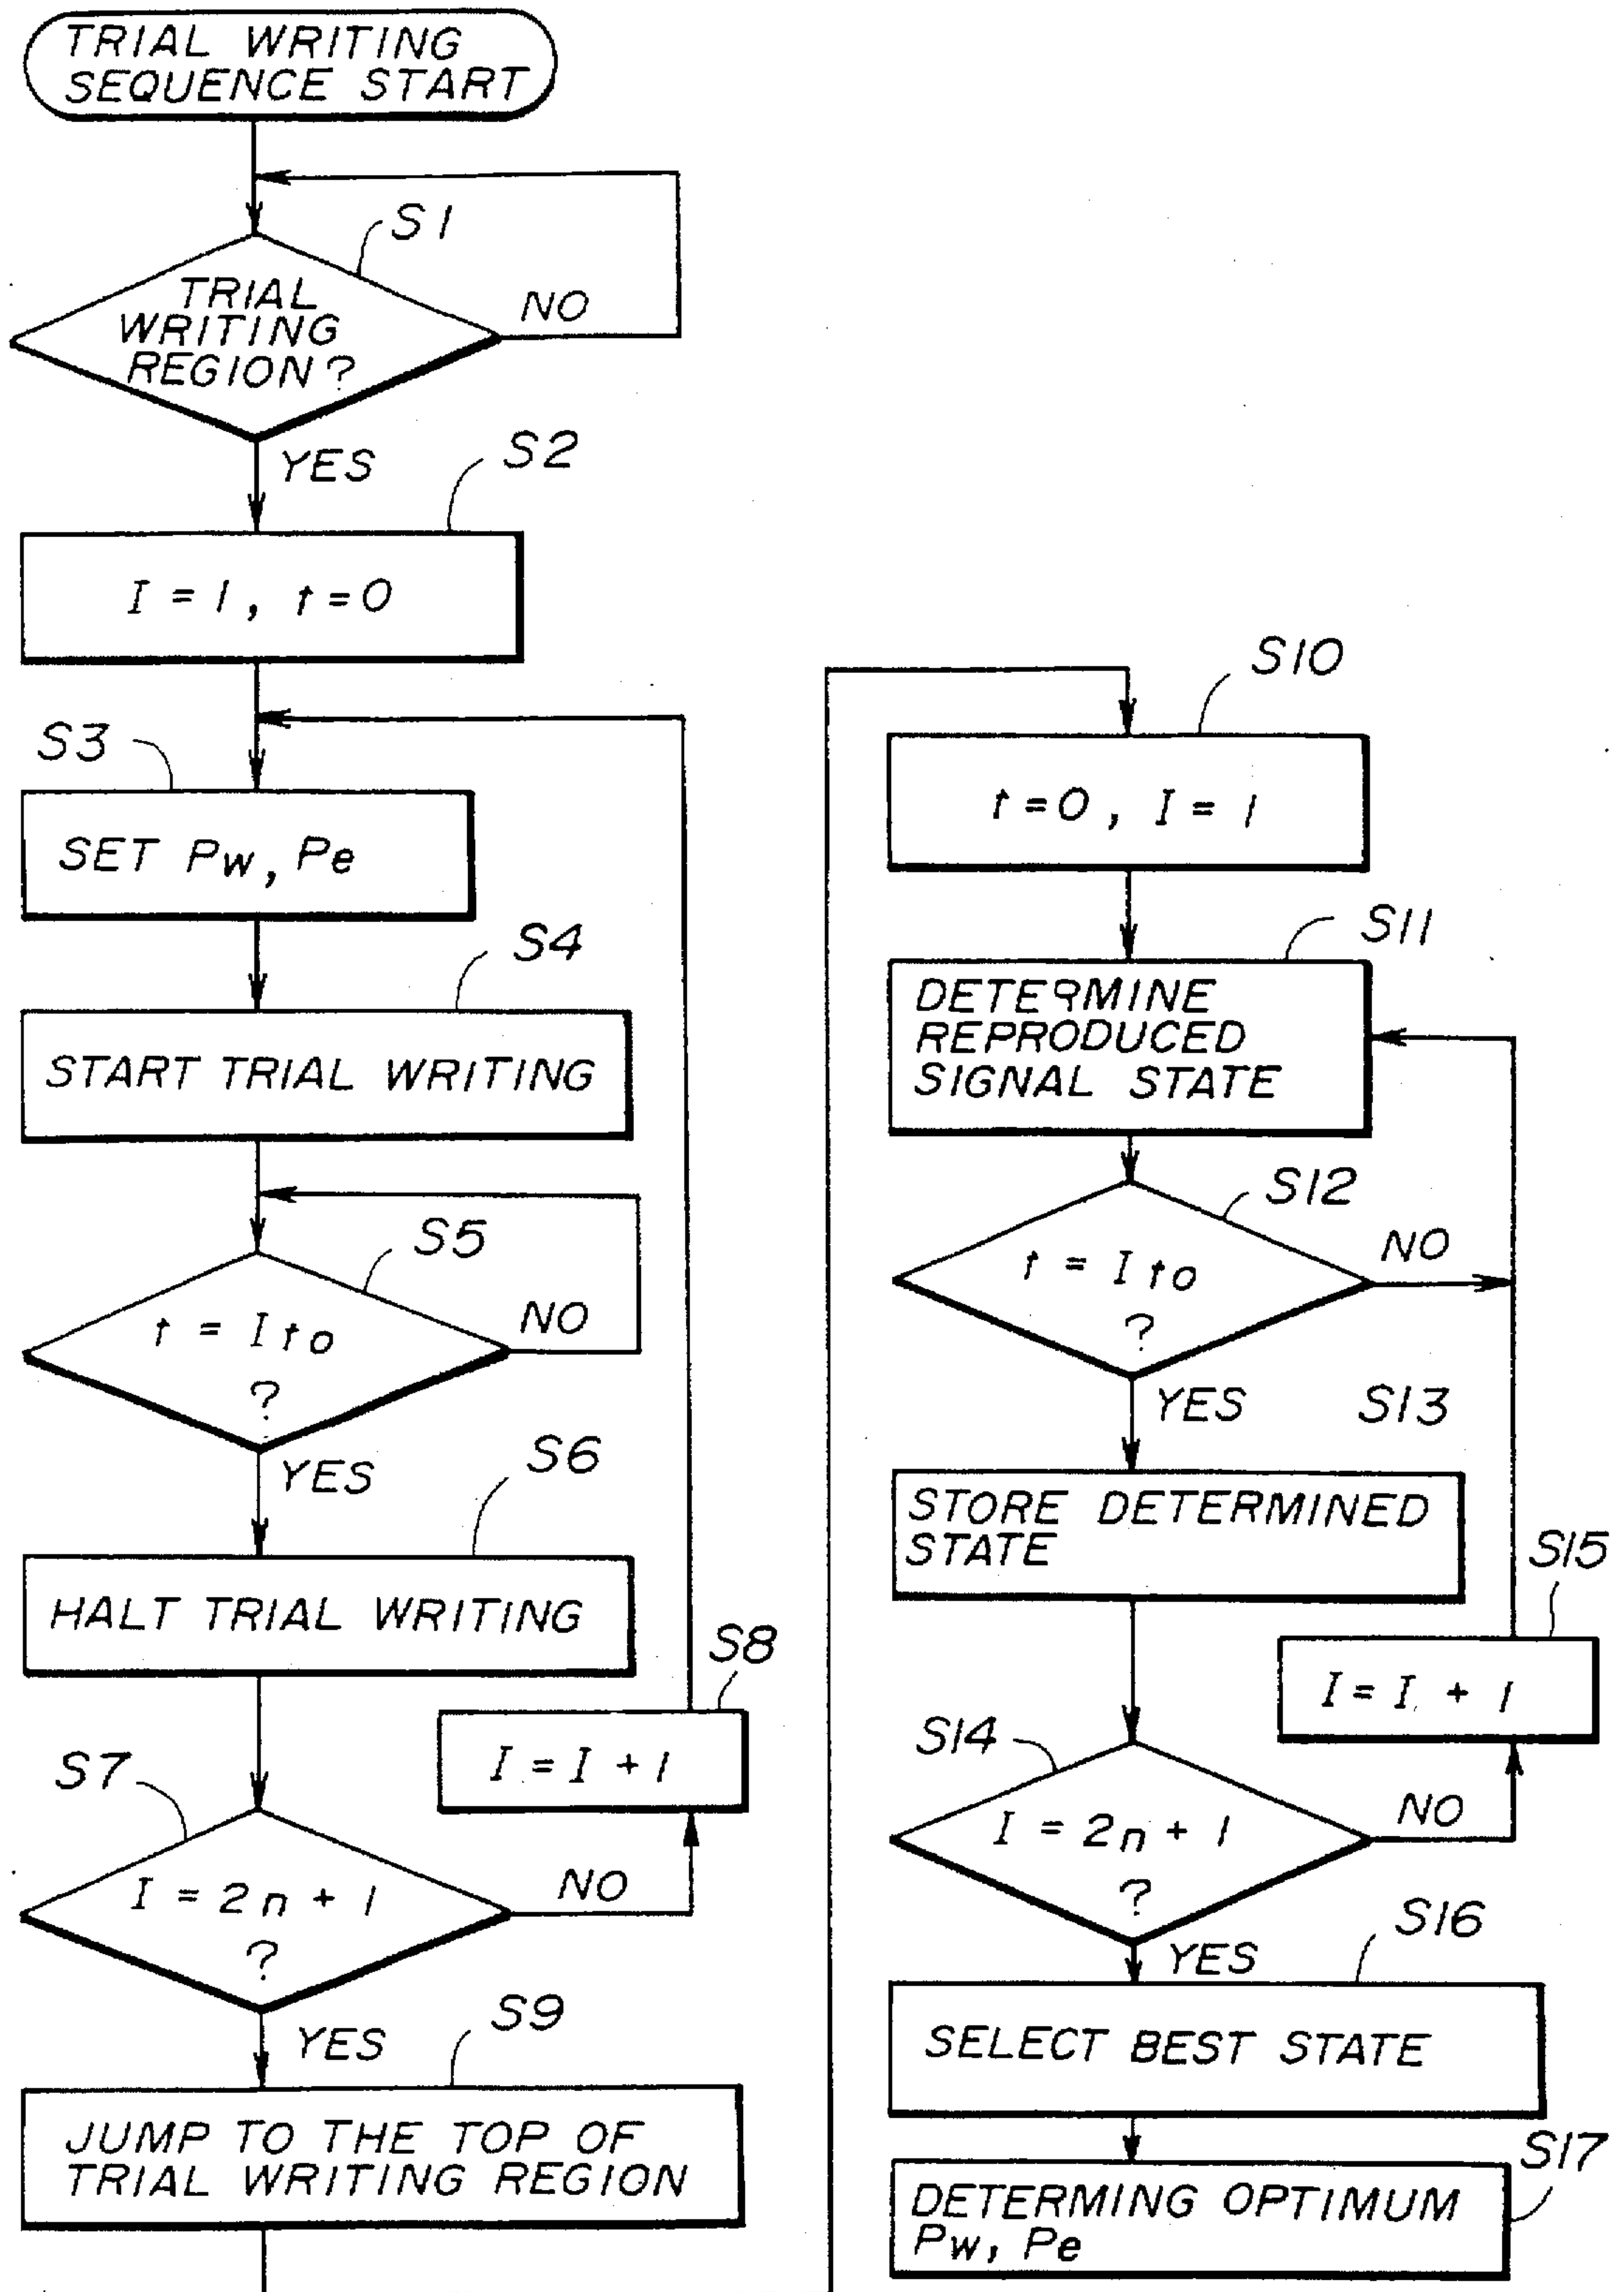 TRIAL WRITING
SEQUENCE START
S1
TRIAL
WRITING
REGION?
NO
YES
S2
I = 1, t = 0
S3
SET Pw, Pe
S4
START TRIAL WRITING
S5
t = I to
?
NO
YES
S6
HALT TRIAL WRITING
S8
I = I + 1
S7
I = 2n + 1
?
NO
YES
S9
JUMP TO THE TOP OF
TRIAL WRITING REGION
S10
t = 0, I = 1
S11
DETERMINE
REPRODUCED
SIGNAL STATE
S12
t = I to
?
NO
YES
S13
STORE DETERMINED
STATE
S15
I = I + 1
S14
I = 2n + 1
?
NO
YES
S16
SELECT BEST STATE
S17
DETERMING OPTIMUM
Pw, Pe